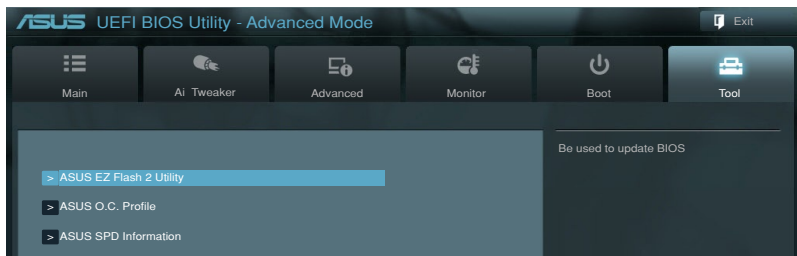 ASUS UEFI BIOS Utility - Advanced Mode
Exit
Main
Ai Tweaker
Advanced
Monitor
Boot
Tool
Be used to update BIOS
> ASUS EZ Flash 2 Utility
> ASUS O.C. Profile
> ASUS SPD Information